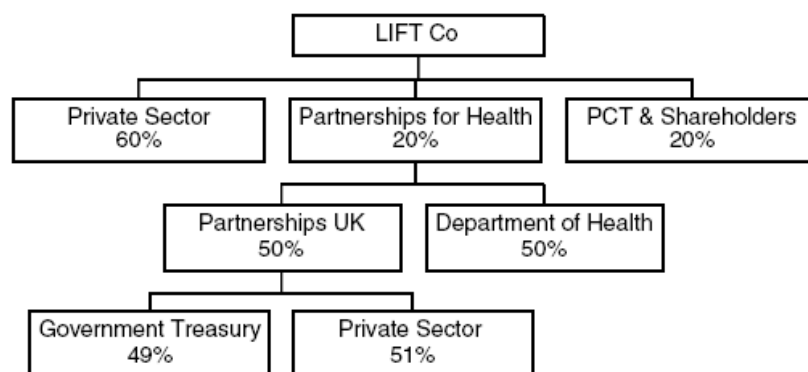 LIFT Co
Private Sector
60%
Partnerships for Health
20%
PCT & Shareholders
20%
Partnerships UK
50%
Department of Health
50%
Government Treasury
49%
Private Sector
51%